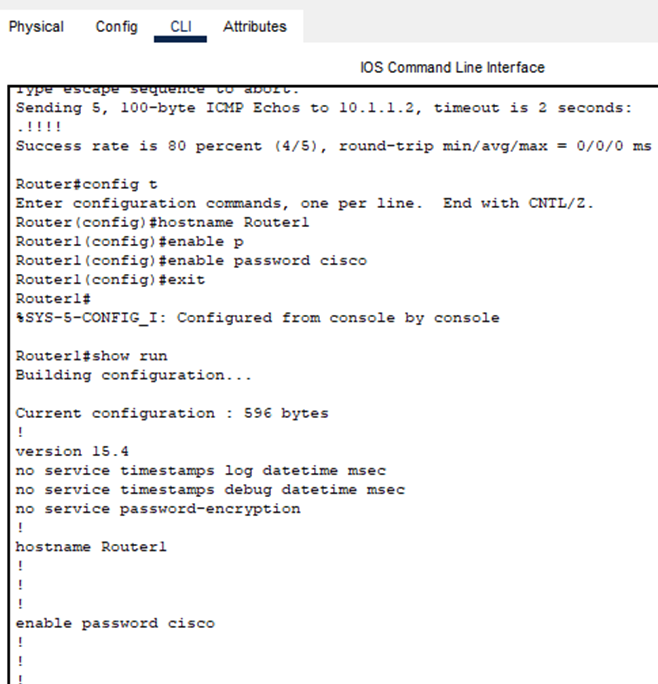 Physical Config CLI Attributes
IOS Command Line Interface
Type escape sequence to abort.
Sending 5, 100-byte ICMP Echos to 10.1.1.2, timeout is 2 seconds:
.!!!!
Success rate is 80 percent (4/5), round-trip min/avg/max = 0/0/0 ms
Router#config t
Enter configuration commands, one per line.  End with CNTL/Z.
Router(config)#hostname Router1
Router1(config)#enable p
Router1(config)#enable password cisco
Router1(config)#exit
Router1#
%SYS-5-CONFIG_I: Configured from console by console
Router1#show run
Building configuration...
Current configuration : 596 bytes
!
version 15.4
no service timestamps log datetime msec
no service timestamps debug datetime msec
no service password-encryption
!
hostname Router1
!
!
!
enable password cisco
!
!
!